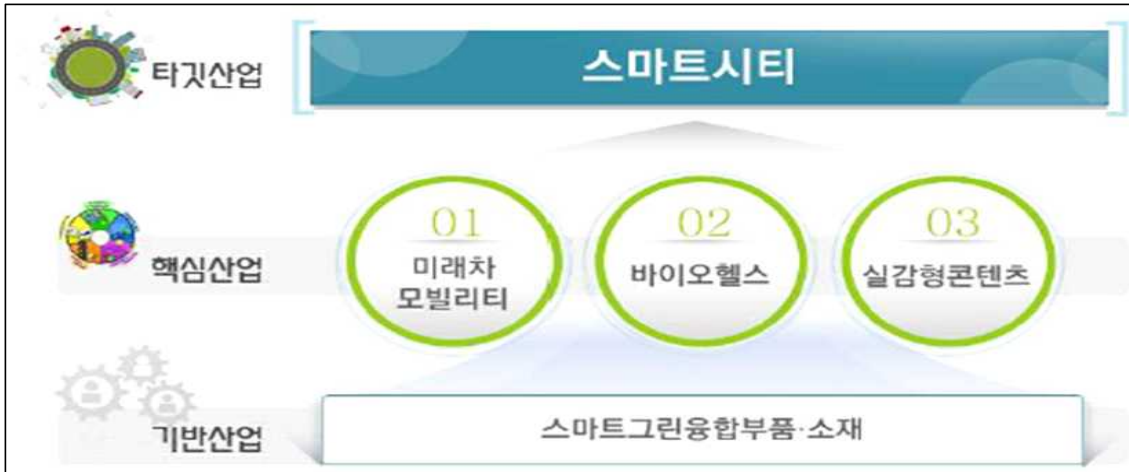 타깃산업
스마트시티
핵심산업
01
미래차
모빌리티
02
바이오헬스
03
실감형콘텐츠
기반산업
스마트그린융합부품·소재